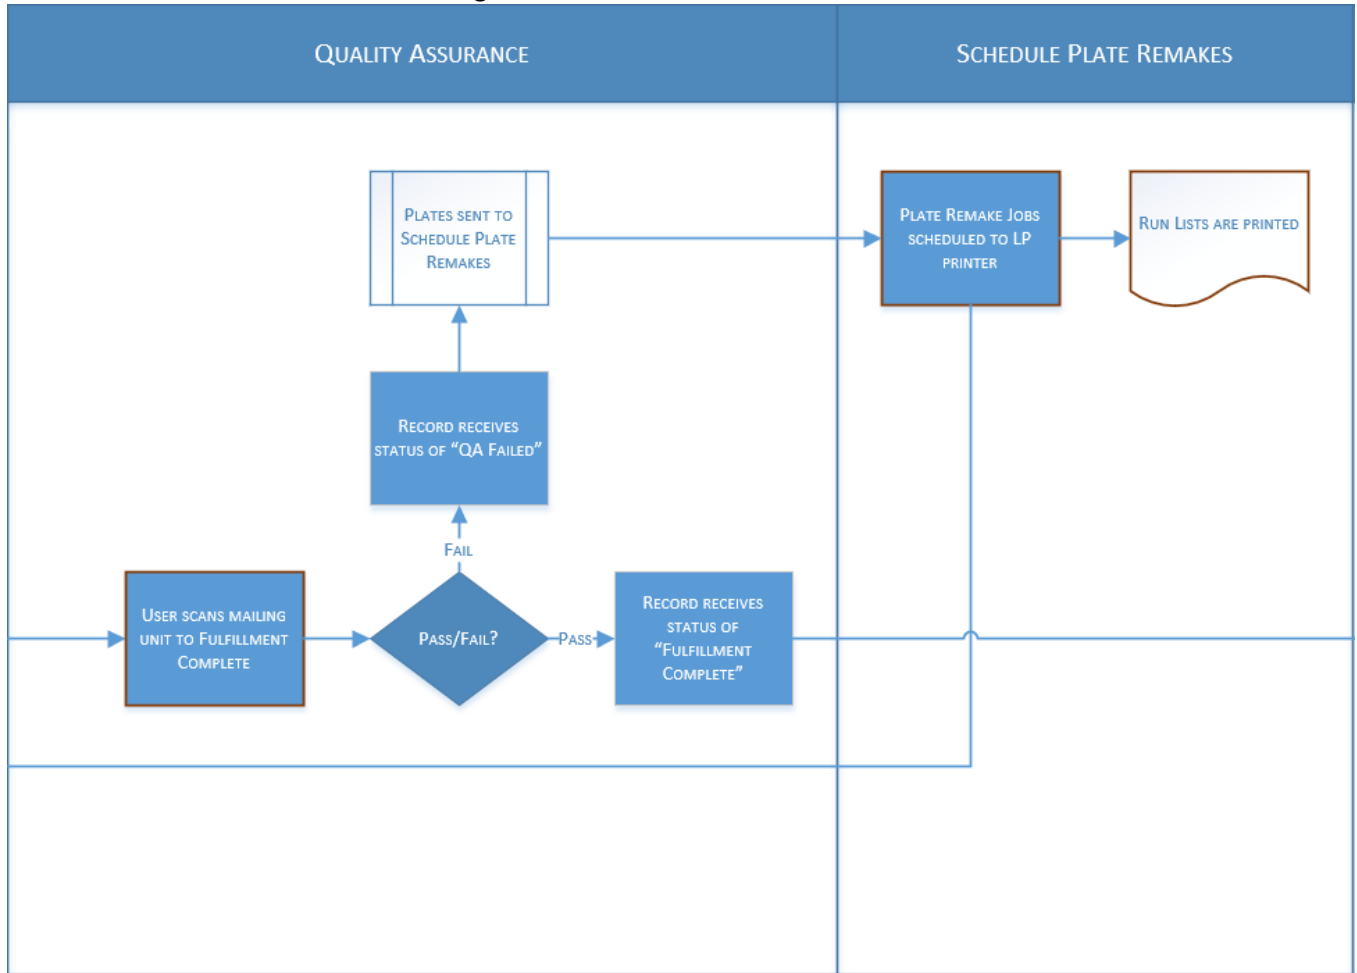 QUALITY ASSURANCE
SCHEDULE PLATE REMAKES
PLATES SENT TO
SCHEDULE PLATE
REMAKES
PLATE REMAKE JOBS
SCHEDULED TO LP
PRINTER
RUN LISTS ARE PRINTED
RECORD RECEIVES
STATUS OF “QA FAILED”
FAIL
USER SCANS MAILING
UNIT TO FULFILLMENT
COMPLETE
PASS/FAIL?
PASS
RECORD RECEIVES
STATUS OF
“FULFILLMENT
COMPLETE”